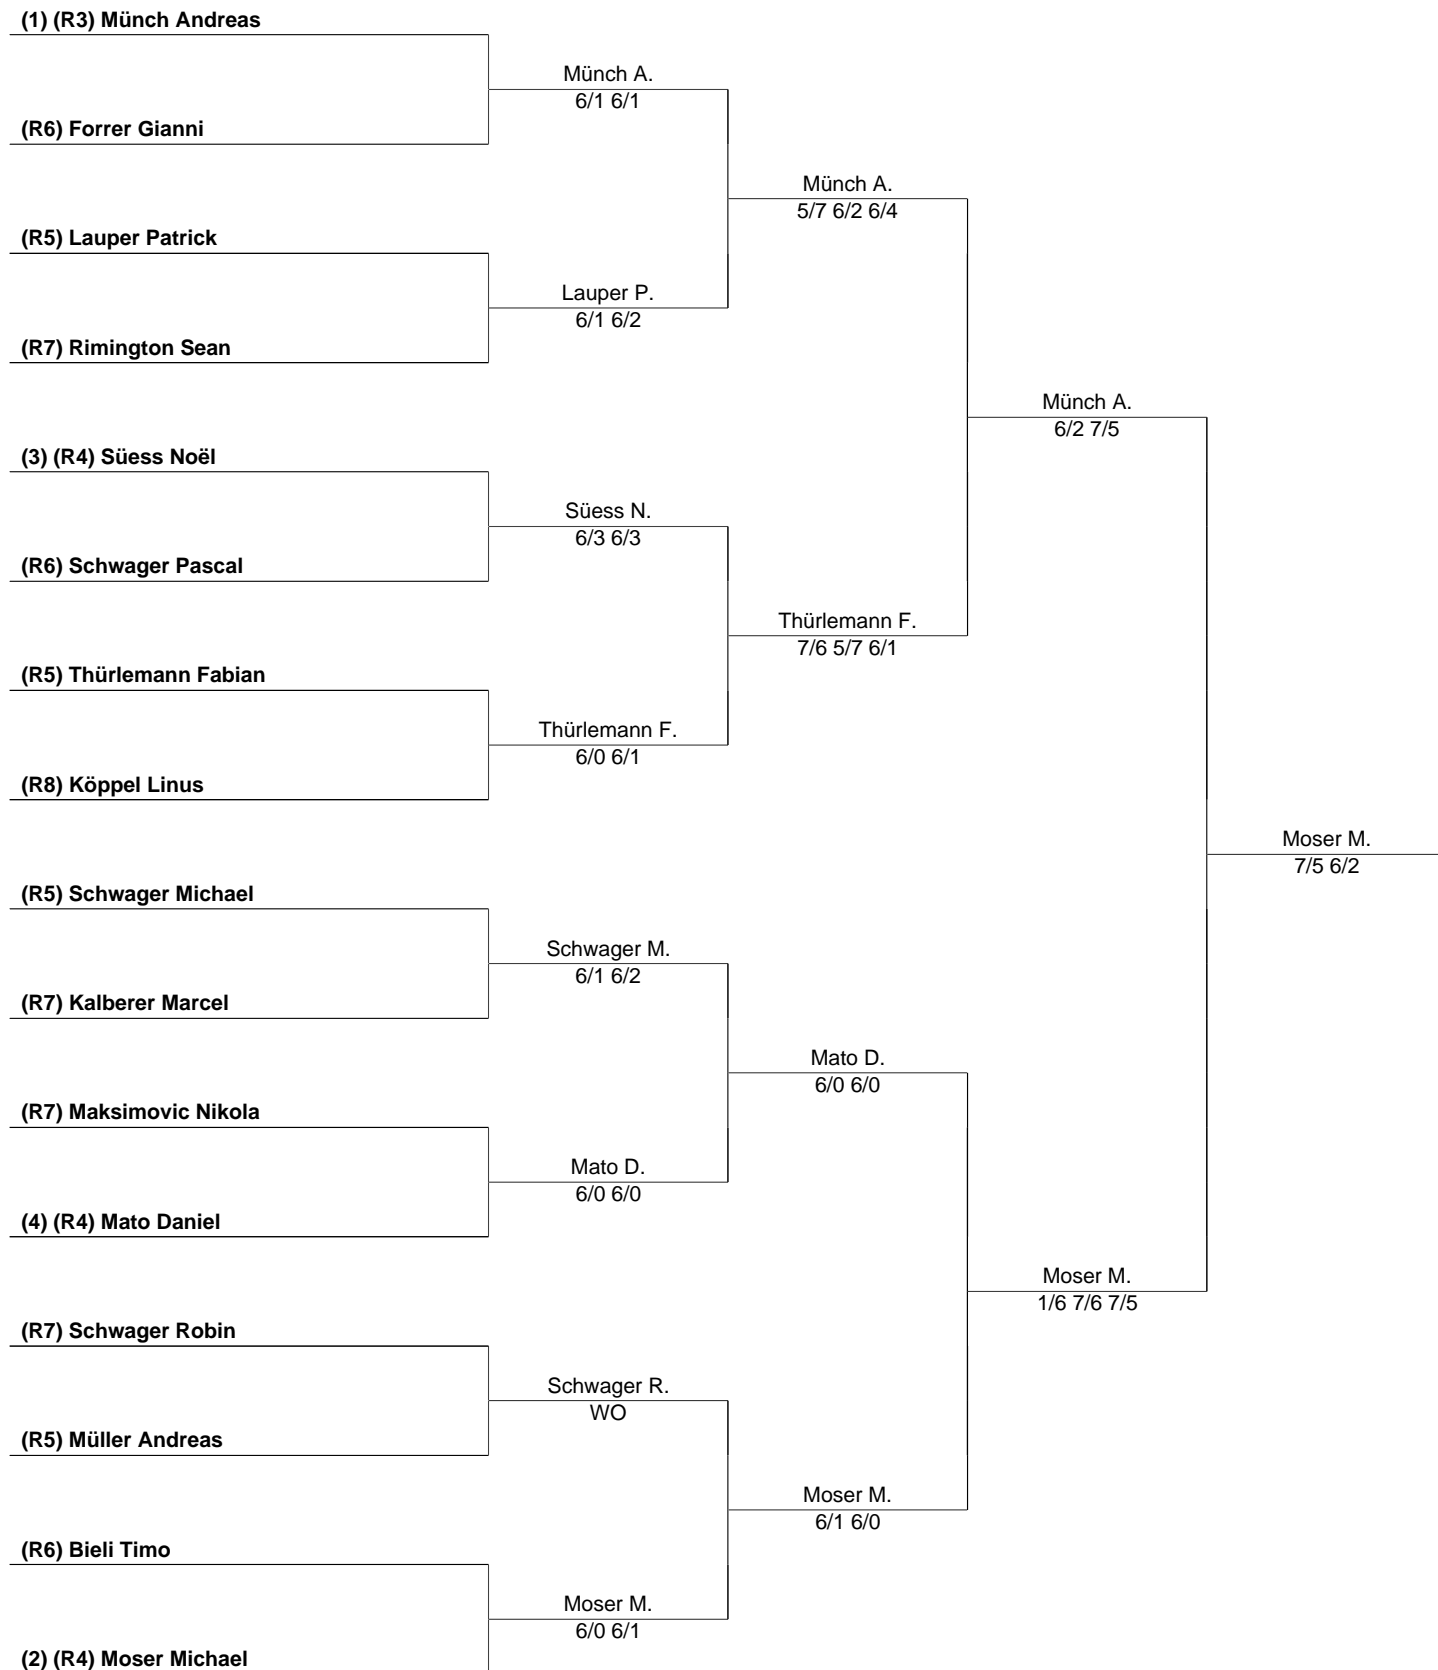 (1) (R3) Münch Andreas
Münch A.
6/1 6/1
(R6) Forrer Gianni
Münch A.
5/7 6/2 6/4
(R5) Lauper Patrick
Lauper P.
6/1 6/2
(R7) Rimington Sean
Münch A.
6/2 7/5
(3) (R4) Süess Noël
Süess N.
6/3 6/3
(R6) Schwager Pascal
Thürlemann F.
7/6 5/7 6/1
(R5) Thürlemann Fabian
Thürlemann F.
6/0 6/1
(R8) Köppel Linus
Moser M.
7/5 6/2
(R5) Schwager Michael
Schwager M.
6/1 6/2
(R7) Kalberer Marcel
Mato D.
6/0 6/0
(R7) Maksimovic Nikola
Mato D.
6/0 6/0
(4) (R4) Mato Daniel
Moser M.
1/6 7/6 7/5
(R7) Schwager Robin
Schwager R.
WO
(R5) Müller Andreas
Moser M.
6/1 6/0
(R6) Bieli Timo
Moser M.
6/0 6/1
(2) (R4) Moser Michael